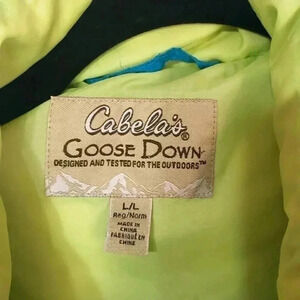 Cabela's®
GOOSE DOWN
DESIGNED AND TESTED FOR THE OUTDOORS™
L/L
Reg/Norm
MADE IN
CHINA
FABRIQUÉ EN
CHINE